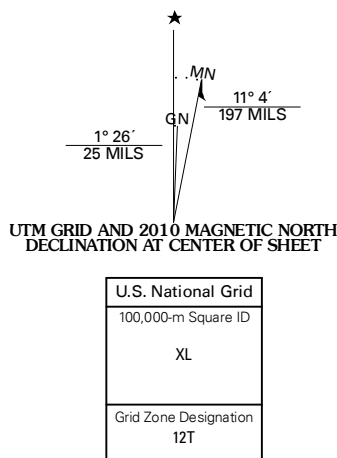 ★
MN
GN
11° 4´
197 MILS
1° 26´
25 MILS
UTM GRID AND 2010 MAGNETIC NORTH
DECLINATION AT CENTER OF SHEET
U.S. National Grid
100,000-m Square ID
XL
Grid Zone Designation
12T